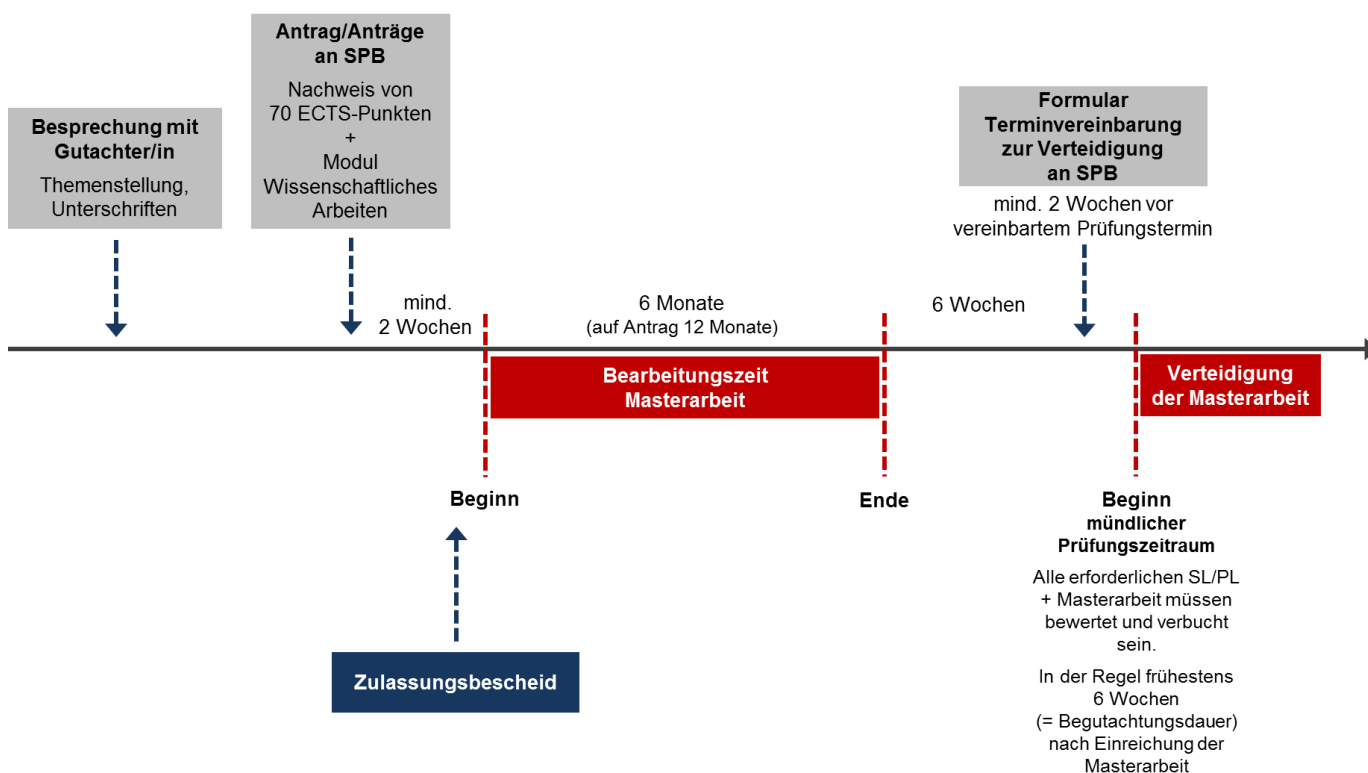 Besprechung mit
Gutachter/in
Themenstellung,
Unterschriften
Antrag/Anträge
an SPB
Nachweis von
70 ECTS-Punkten
+
Modul
Wissenschaftliches
Arbeiten
Formular
Terminvereinbarung
zur Verteidigung
an SPB
mind. 2 Wochen vor
vereinbartem Prüfungstermin
mind.
2 Wochen
6 Monate
(auf Antrag 12 Monate)
6 Wochen
Bearbeitungszeit
Masterarbeit
Verteidigung
der Masterarbeit
Beginn
Ende
Beginn
mündlicher
Prüfungszeitraum
Alle erforderlichen SL/PL
+ Masterarbeit müssen
bewertet und verbucht
sein.
In der Regel frühestens
6 Wochen
(= Begutachtungsdauer)
nach Einreichung der
Masterarbeit
Zulassungsbescheid